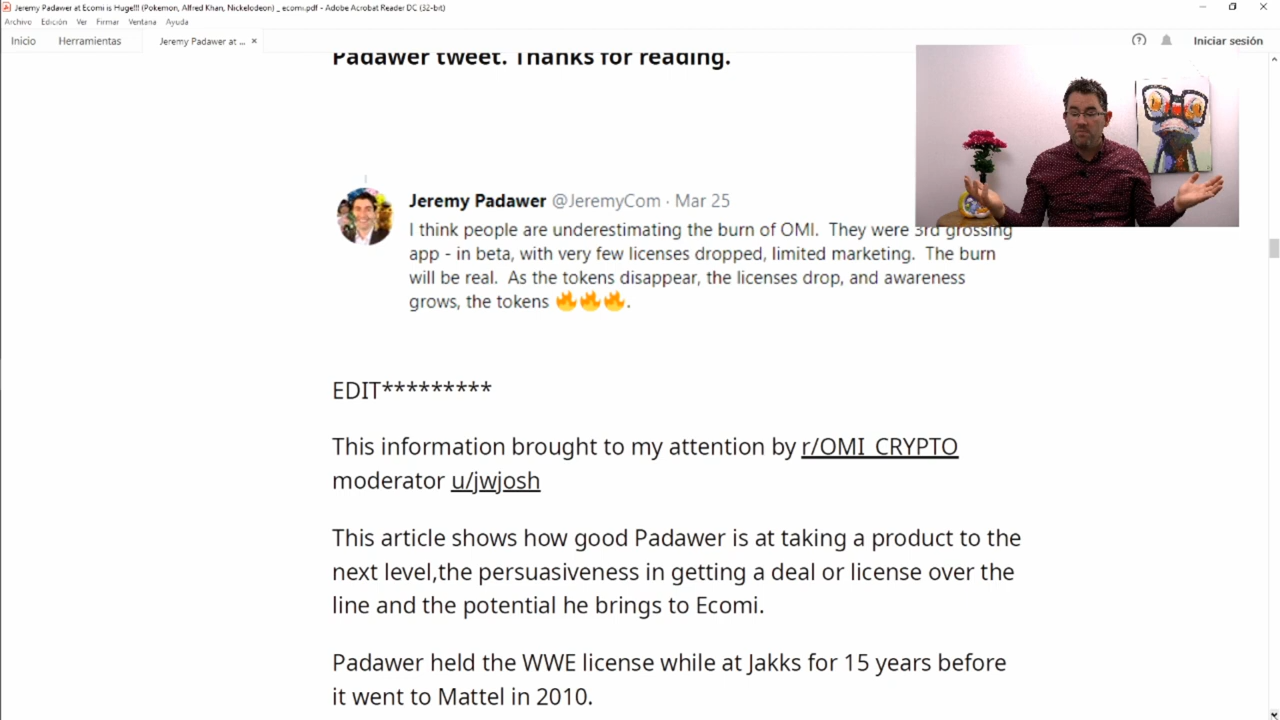 Jeremy Padawer at Ecomi is Huge!!! (Pokemon, Alfred Khan, Nickelodeon) _ ecomi.pdf - Adobe Acrobat Reader DC (32-bit)
Archivo Edición Ver Firmar Ventana Ayuda
Inicio Herramientas Jeremy Padawer at ... × Iniciar sesión
Padawer tweet. Thanks for reading.
Jeremy Padawer @JeremyCom · Mar 25
I think people are underestimating the burn of OMI. They were 3rd grossing
app - in beta, with very few licenses dropped, limited marketing. The burn
will be real. As the tokens disappear, the licenses drop, and awareness
grows, the tokens 🔥🔥🔥.
EDIT*********
This information brought to my attention by r/OMI_CRYPTO
moderator u/jwjosh
This article shows how good Padawer is at taking a product to the
next level,the persuasiveness in getting a deal or license over the
line and the potential he brings to Ecomi.
Padawer held the WWE license while at Jakks for 15 years before
it went to Mattel in 2010.